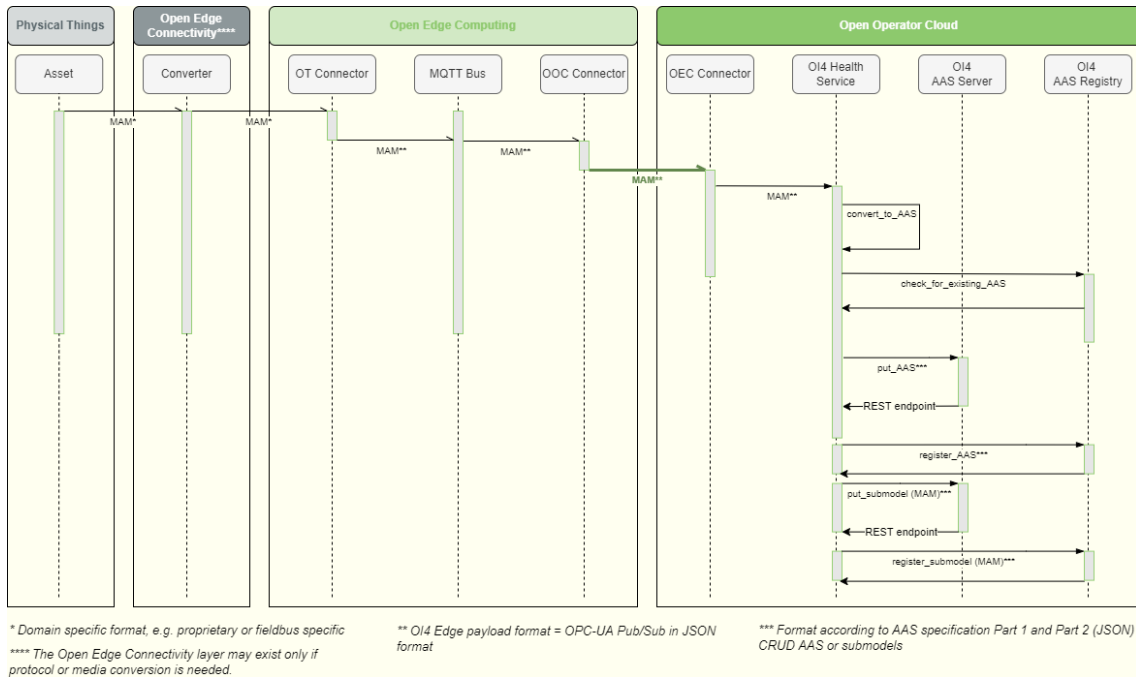 Physical Things
Open Edge
Connectivity****
Open Edge Computing
Open Operator Cloud
Asset
Converter
OT Connector
MQTT Bus
OOC Connector
OEC Connector
OI4 Health
Service
OI4
AAS Server
OI4
AAS Registry
MAM*
MAM*
MAM**
MAM**
MAM**
MAM**
convert_to_AAS
check_for_existing_AAS
put_AAS***
REST endpoint
register_AAS***
put_submodel (MAM)***
REST endpoint
register_submodel (MAM)***
* Domain specific format, e.g. proprietary or fieldbus specific
**** The Open Edge Connectivity layer may exist only if
protocol or media conversion is needed.
** OI4 Edge payload format = OPC-UA Pub/Sub in JSON
format
*** Format according to AAS specification Part 1 and Part 2 (JSON)
CRUD AAS or submodels